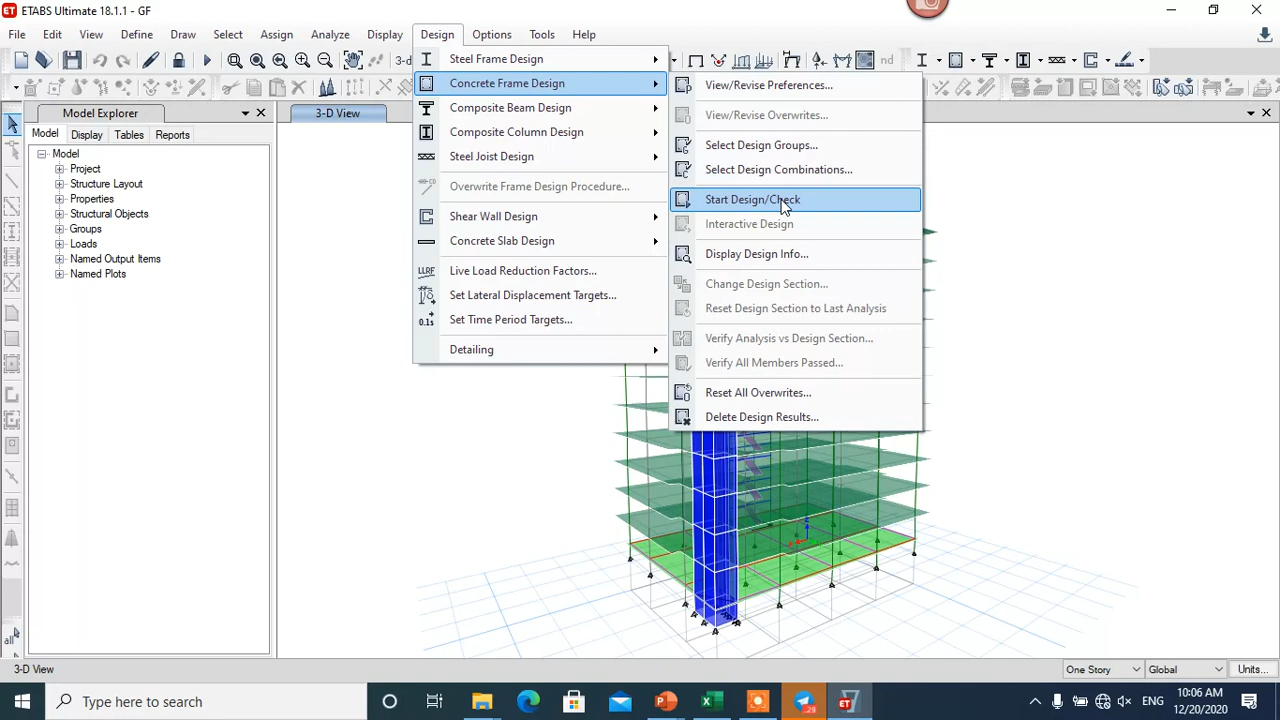 ETABS Ultimate 18.1.1 - GF
File Edit View Define Draw Select Assign Analyze Display Design Options Tools Help
3-d
nd
Model Explorer
Model Display Tables Reports
Model
Project
Structure Layout
Properties
Structural Objects
Groups
Loads
Named Output Items
Named Plots
3-D View
Steel Frame Design
Concrete Frame Design
Composite Beam Design
Composite Column Design
Steel Joist Design
Overwrite Frame Design Procedure...
Shear Wall Design
Concrete Slab Design
LLRF Live Load Reduction Factors...
Set Lateral Displacement Targets...
0.1s Set Time Period Targets...
Detailing
View/Revise Preferences...
View/Revise Overwrites...
Select Design Groups...
Select Design Combinations...
Start Design/Check
Interactive Design
Display Design Info...
Change Design Section...
Reset Design Section to Last Analysis
Verify Analysis vs Design Section...
Verify All Members Passed...
Reset All Overwrites...
Delete Design Results...
all
3-D View
One Story Global Units...
Type here to search
ENG
10:06 AM
12/20/2020